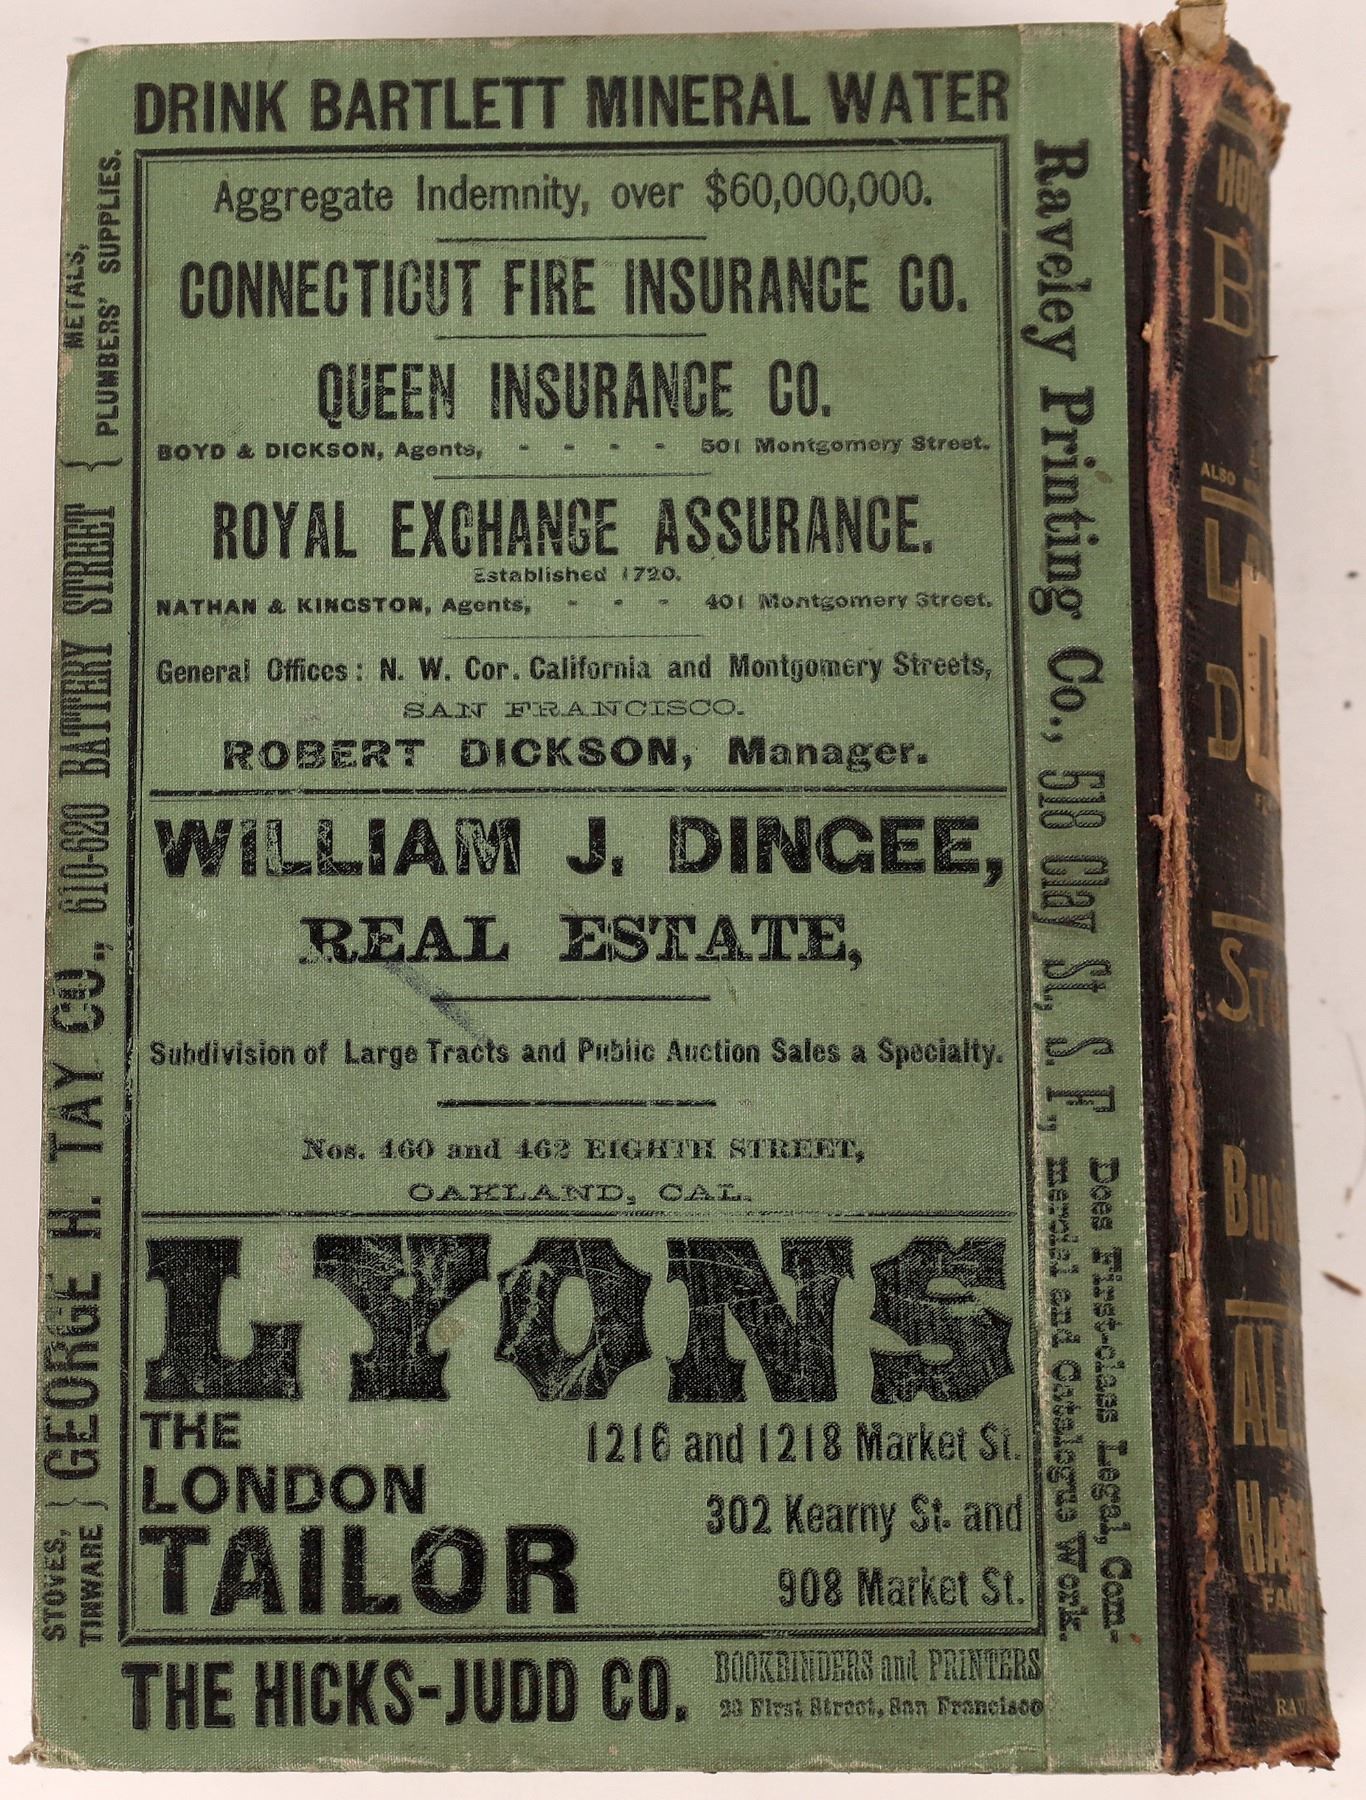 DRINK BARTLETT MINERAL WATER
Aggregate Indemnity, over $60,000,000.
CONNECTICUT FIRE INSURANCE CO.
QUEEN INSURANCE CO.
BOYD & DICKSON, Agents, - - - - 501 Montgomery Street.
ROYAL EXCHANGE ASSURANCE.
Established 1720.
NATHAN & KINGSTON, Agents, - - - 401 Montgomery Street.
General Offices: N. W. Cor. California and Montgomery Streets,
SAN FRANCISCO.
ROBERT DICKSON, Manager.
WILLIAM J. DINGEE,
REAL ESTATE,
Subdivision of Large Tracts and Public Auction Sales a Specialty.
Nos. 460 and 462 EIGHTH STREET,
OAKLAND, CAL.
LYONS
THE
LONDON
TAILOR
1216 and 1218 Market St.
302 Kearny St. and
908 Market St.
THE HICKS-JUDD CO.
BOOKBINDERS and PRINTERS
23 First Street, San Francisco
STOVES,
TINWARE
GEORGE H. TAY CO., 610-620 BATTERY STREET
METALS,
PLUMBERS' SUPPLIES.
Raveley Printing Co., 518 Clay St., S. F.,
Does First-class Legal, Com-
mercial and Catalogue Work.
ALSO